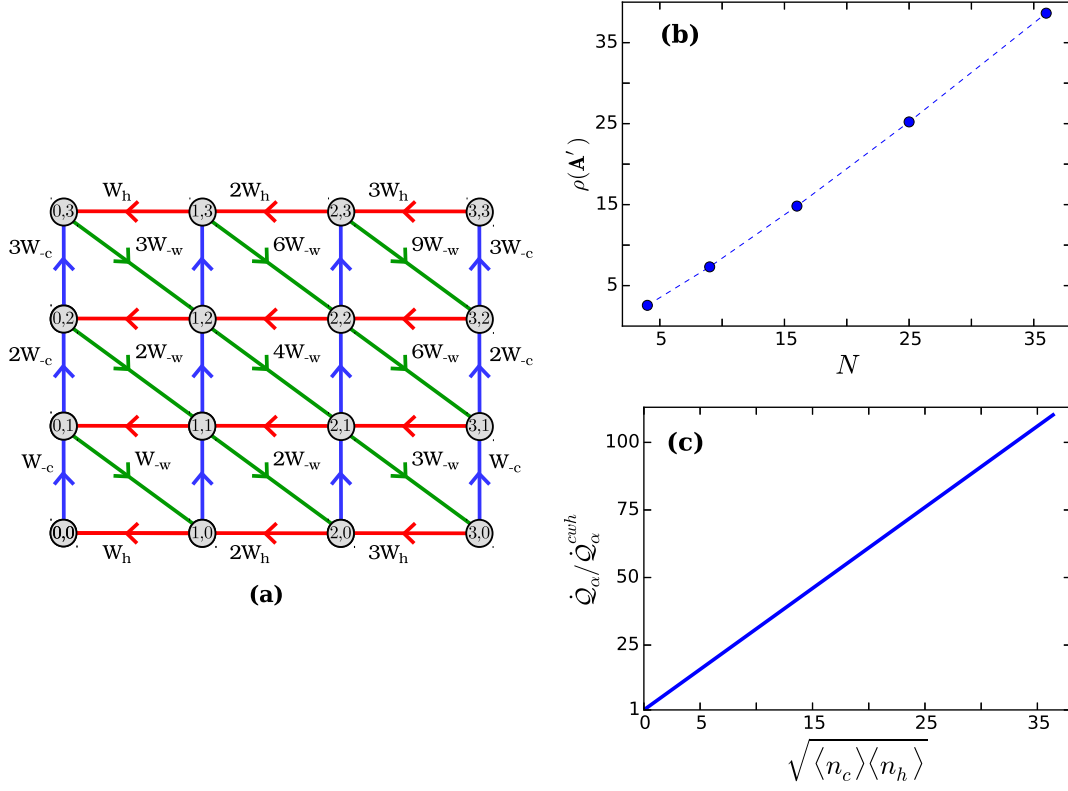 W_h 2W_h 3W_h
0,3 1,3 2,3 3,3
3W_-c 3W_-w 6W_-w 9W_-w 3W_-c
0,2 1,2 2,2 3,2
2W_-c 2W_-w 4W_-w 6W_-w 2W_-c
0,1 1,1 2,1 3,1
W_-c W_-w 2W_-w 3W_-w W_-c
0,0 1,0 2,0 3,0
W_h 2W_h 3W_h
(a)
(b)
35
25
15
5
ρ(A′)
5 15 25 35
N
(c)
100
75
50
25
1
Q̇_α/Q̇_α^{cwh}
0 5 15 25 35
√⟨n_c⟩⟨n_h⟩